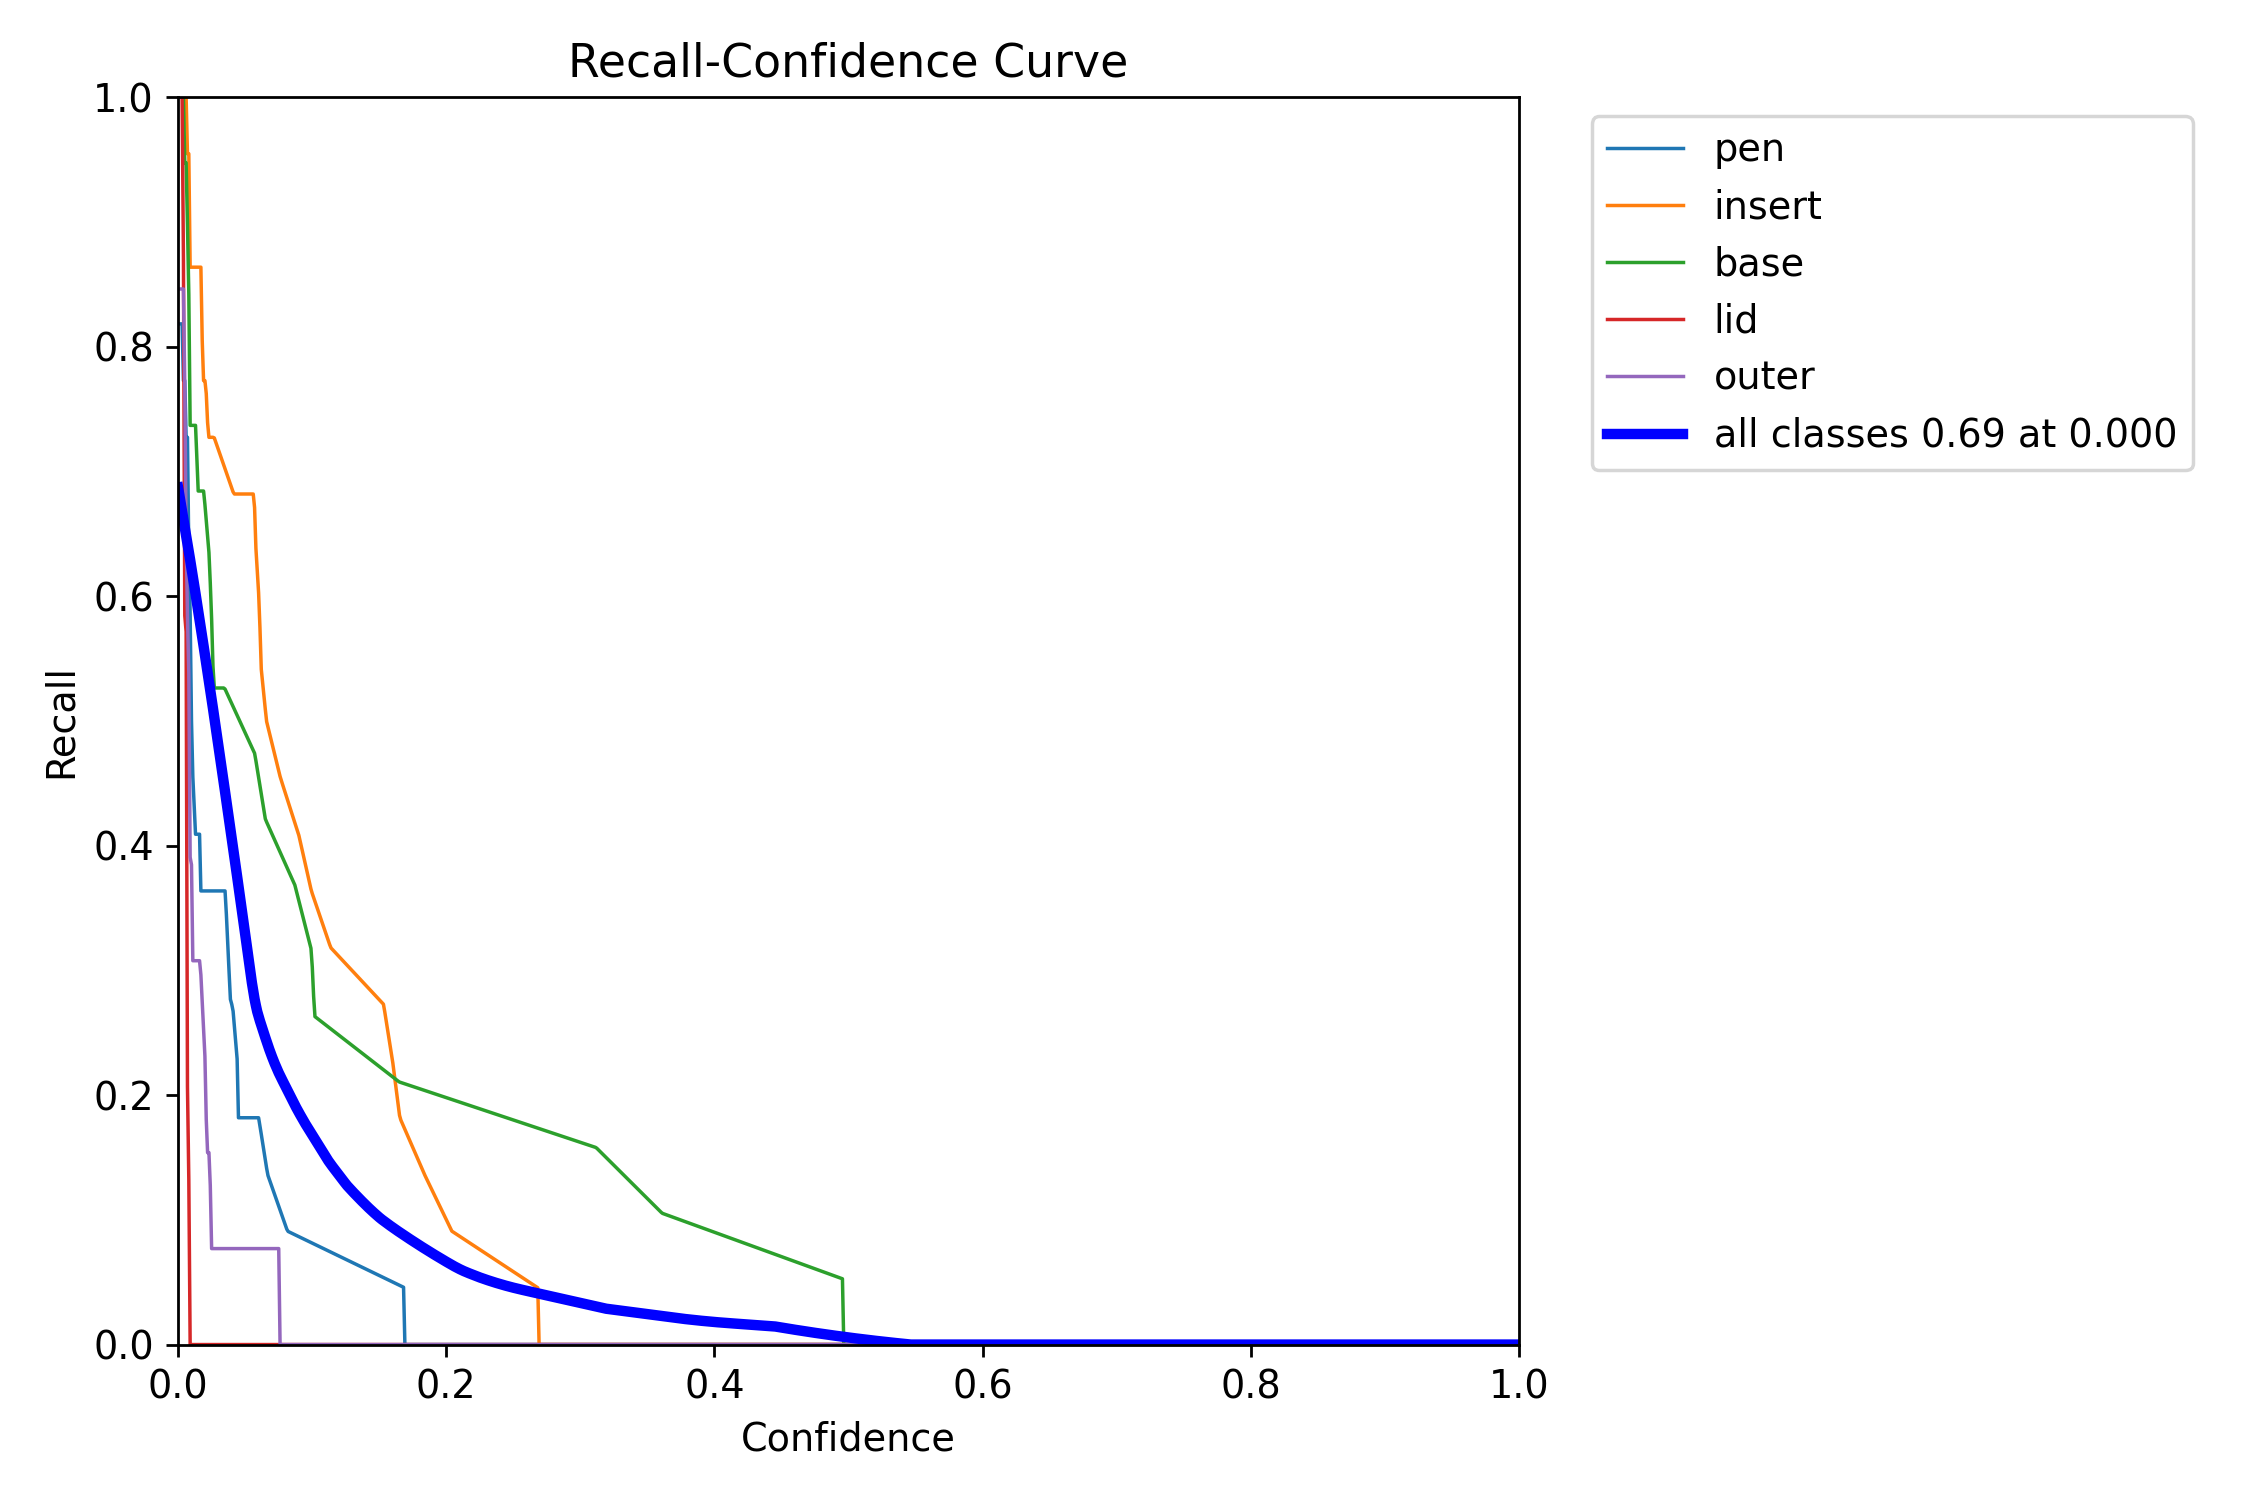 Recall-Confidence Curve
1.0
0.8
0.6
0.4
0.2
0.0
Recall
0.0 0.2 0.4 0.6 0.8 1.0
Confidence
pen
insert
base
lid
outer
all classes 0.69 at 0.000